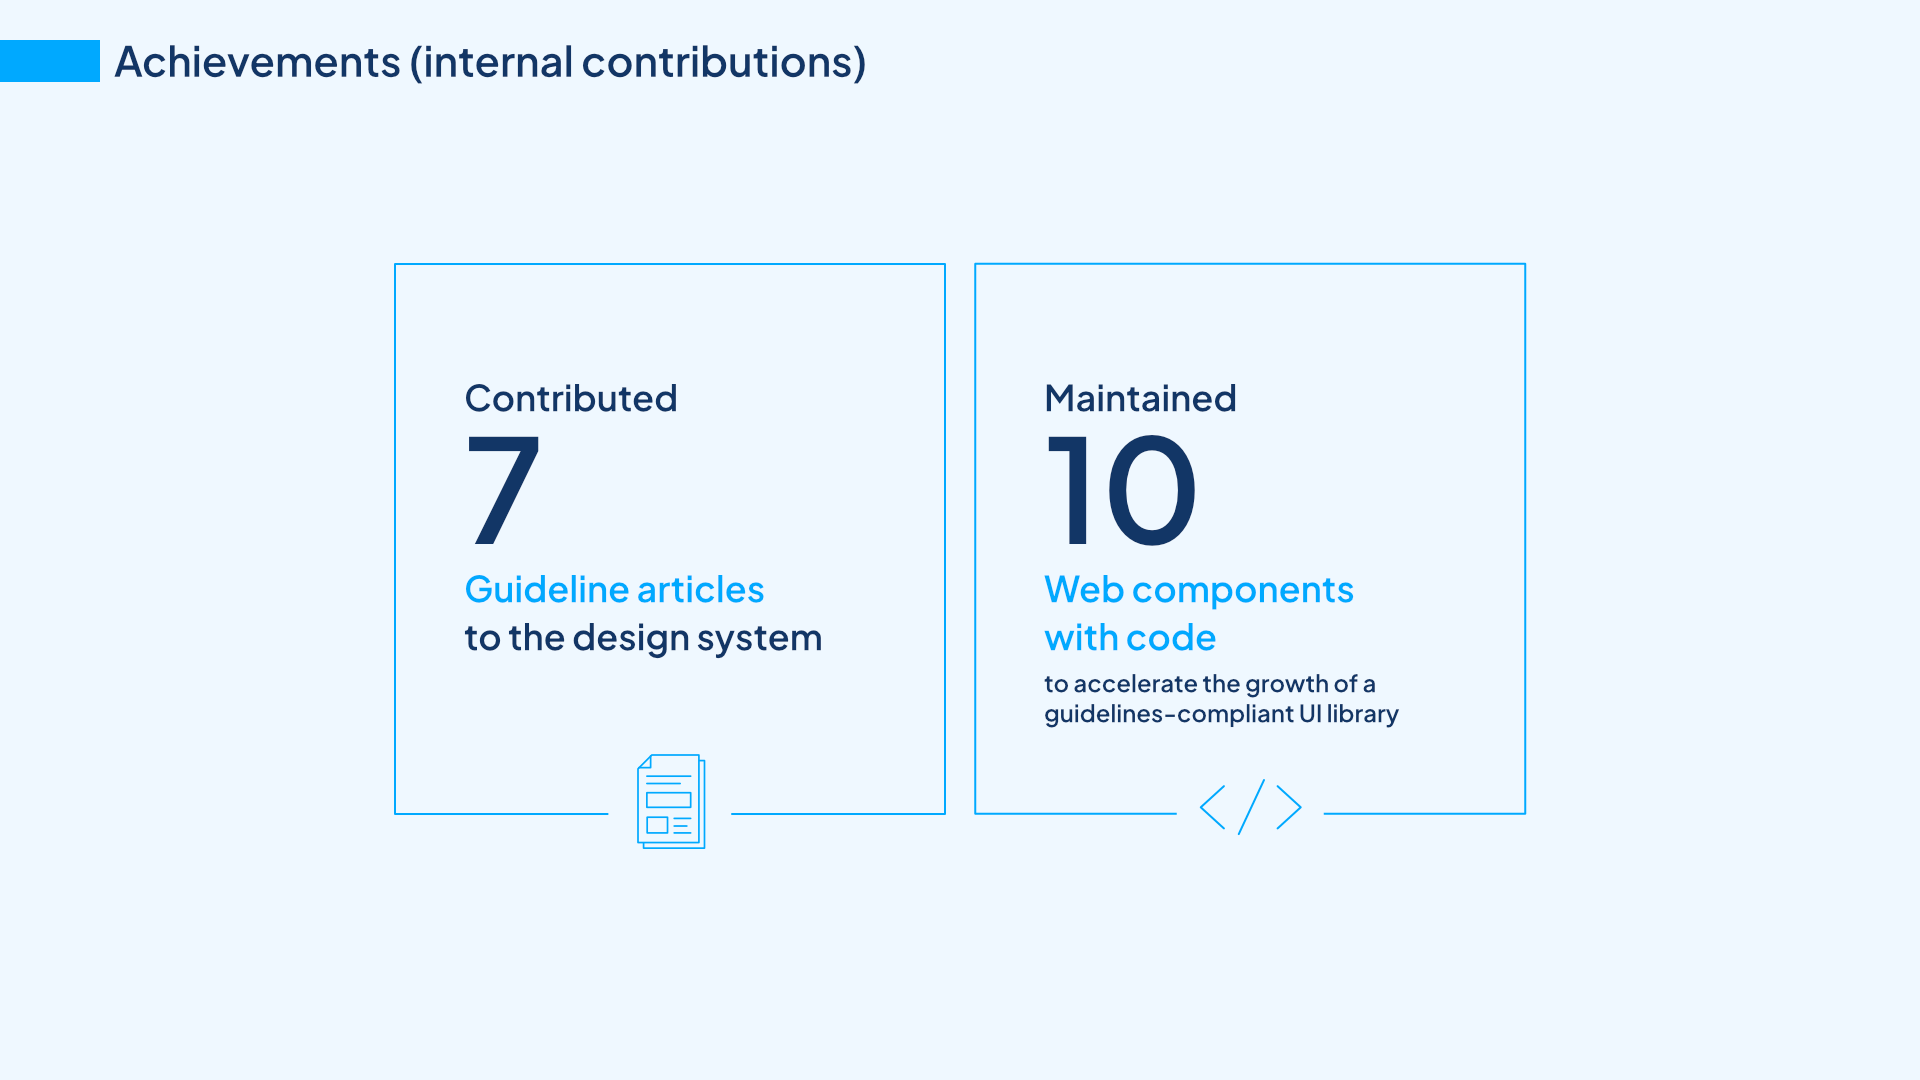 Achievements (internal contributions)
Contributed
7
Guideline articles
to the design system
Maintained
10
Web components
with code
to accelerate the growth of a
guidelines-compliant UI library